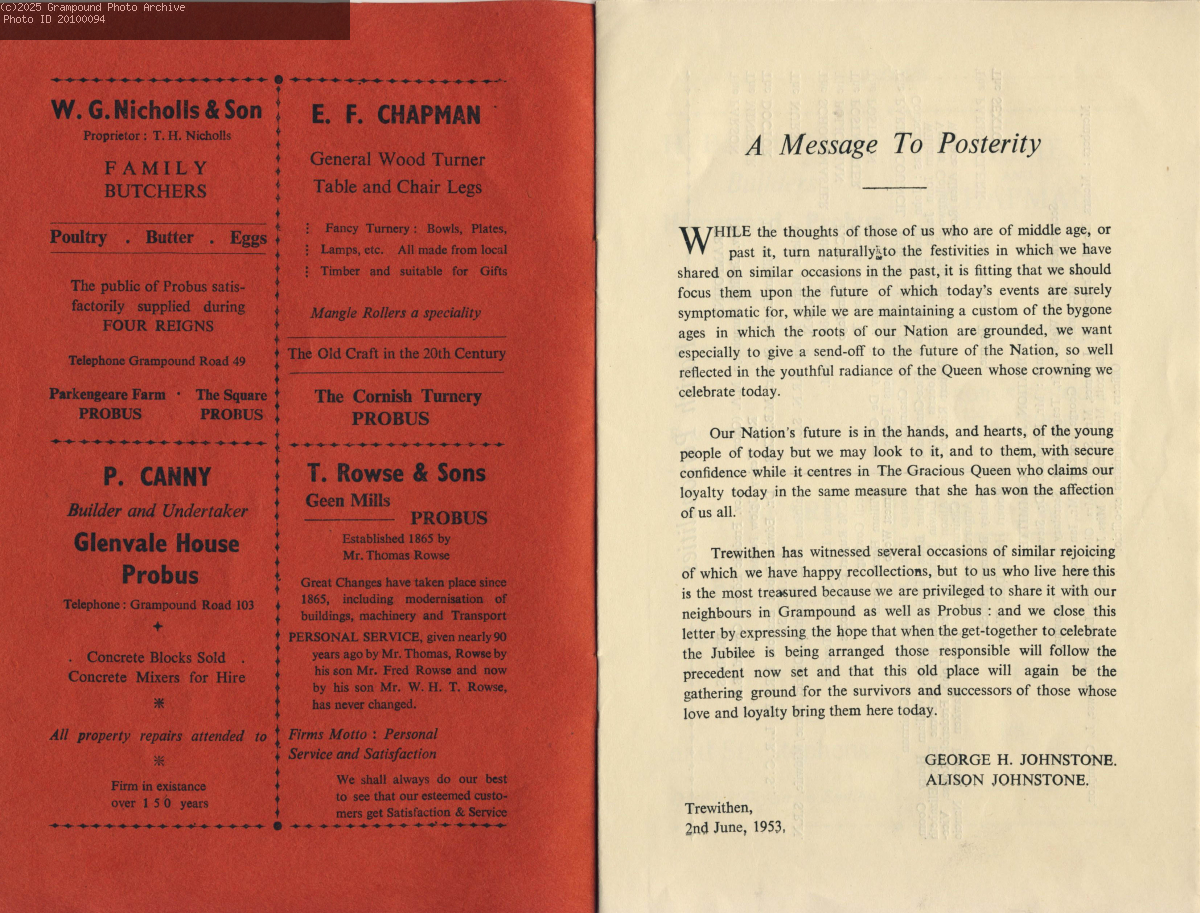 (c)2025 Grampound Photo Archive
Photo ID 20100094
W. G. Nicholls & Son
Proprietor : T. H. Nicholls
FAMILY
BUTCHERS
Poultry . Butter . Eggs
The public of Probus satis-
factorily supplied during
FOUR REIGNS
Telephone Grampound Road 49
Parkengeare Farm · The Square
PROBUS PROBUS
P. CANNY
Builder and Undertaker
Glenvale House
Probus
Telephone : Grampound Road 103
. Concrete Blocks Sold .
Concrete Mixers for Hire
All property repairs attended to
Firm in existance
over 150 years
E. F. CHAPMAN
General Wood Turner
Table and Chair Legs
Fancy Turnery : Bowls, Plates,
Lamps, etc. All made from local
Timber and suitable for Gifts
Mangle Rollers a speciality
The Old Craft in the 20th Century
The Cornish Turnery
PROBUS
T. Rowse & Sons
Geen Mills
PROBUS
Established 1865 by
Mr. Thomas Rowse
Great Changes have taken place since
1865, including modernisation of
buildings, machinery and Transport
PERSONAL SERVICE, given nearly 90
years ago by Mr. Thomas, Rowse by
his son Mr. Fred Rowse and now
by his son Mr. W. H. T. Rowse,
has never changed.
Firms Motto : Personal
Service and Satisfaction
We shall always do our best
to see that our esteemed custo-
mers get Satisfaction & Service
A Message To Posterity
WHILE the thoughts of those of us who are of middle age, or
past it, turn naturally to the festivities in which we have
shared on similar occasions in the past, it is fitting that we should
focus them upon the future of which today's events are surely
symptomatic for, while we are maintaining a custom of the bygone
ages in which the roots of our Nation are grounded, we want
especially to give a send-off to the future of the Nation, so well
reflected in the youthful radiance of the Queen whose crowning we
celebrate today.
Our Nation's future is in the hands, and hearts, of the young
people of today but we may look to it, and to them, with secure
confidence while it centres in The Gracious Queen who claims our
loyalty today in the same measure that she has won the affection
of us all.
Trewithen has witnessed several occasions of similar rejoicing
of which we have happy recollections, but to us who live here this
is the most treasured because we are privileged to share it with our
neighbours in Grampound as well as Probus : and we close this
letter by expressing the hope that when the get-together to celebrate
the Jubilee is being arranged those responsible will follow the
precedent now set and that this old place will again be the
gathering ground for the survivors and successors of those whose
love and loyalty bring them here today.
GEORGE H. JOHNSTONE.
ALISON JOHNSTONE.
Trewithen,
2nd June, 1953,